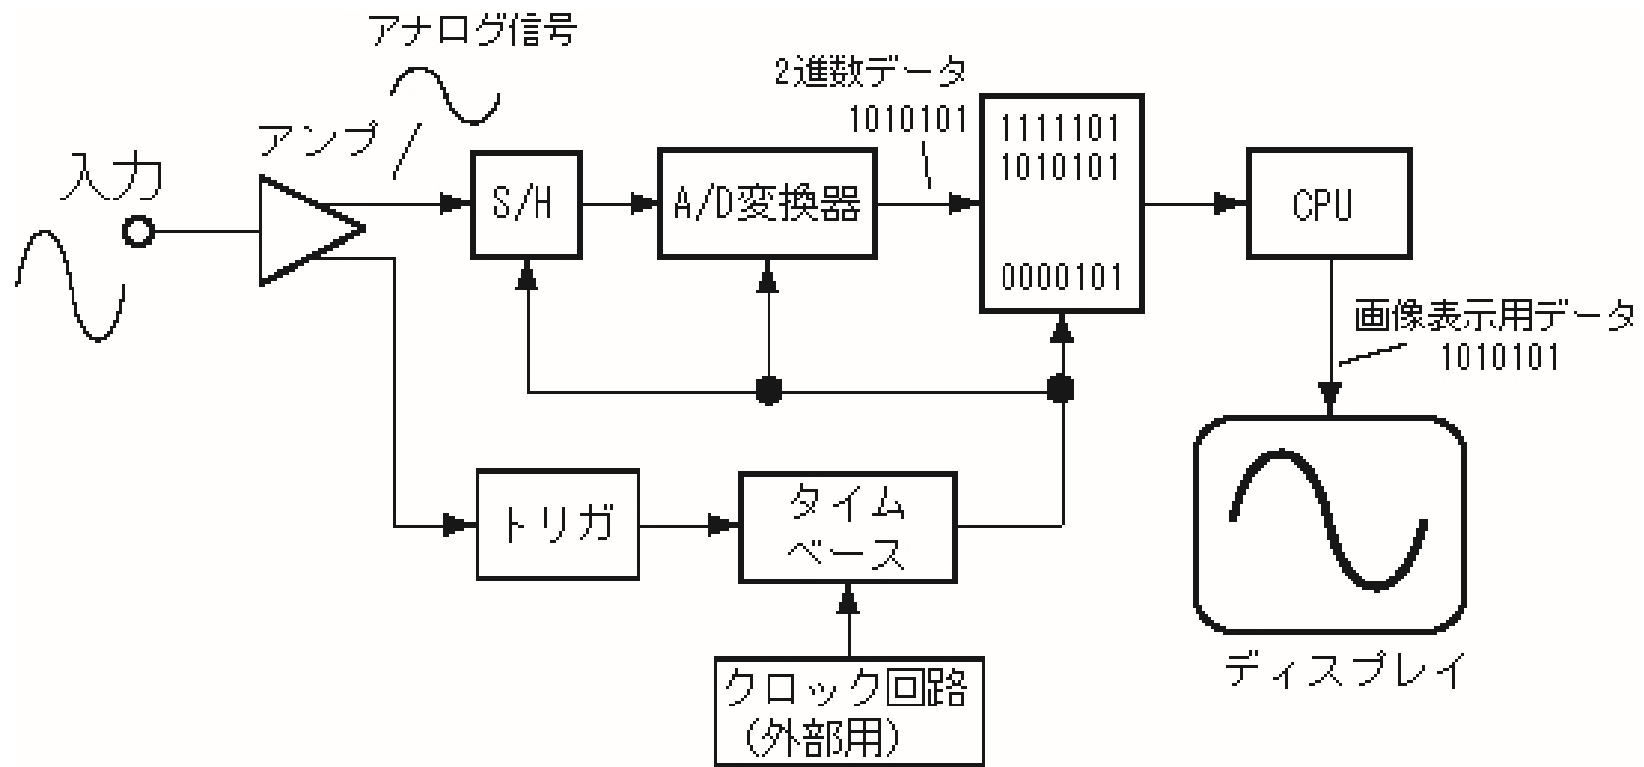 アナログ信号
2進数データ
1010101
アンプ
入力
S/H
A/D変換器
1111101
1010101
0000101
CPU
画像表示用データ
1010101
トリガ
タイム
ベース
クロック回路
(外部用)
ディスプレイ